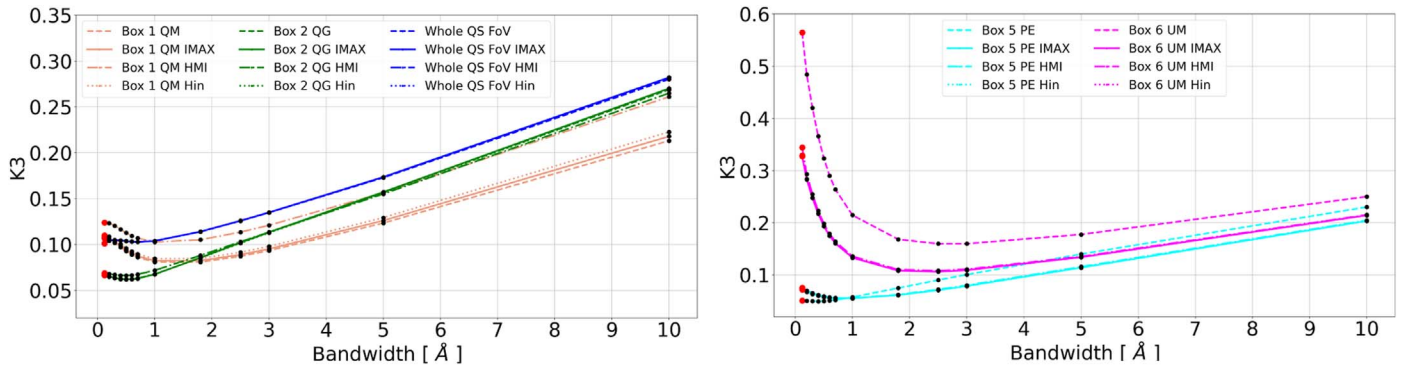 0.35
0.30
0.25
0.20
0.15
0.10
0.05
K3
Box 1 QM
Box 1 QM IMAX
Box 1 QM HMI
Box 1 QM Hin
Box 2 QG
Box 2 QG IMAX
Box 2 QG HMI
Box 2 QG Hin
Whole QS FoV
Whole QS FoV IMAX
Whole QS FoV HMI
Whole QS FoV Hin
0 1 2 3 4 5 6 7 8 9 10
Bandwidth [ Å ]
0.6
0.5
0.4
0.3
0.2
0.1
K3
Box 5 PE
Box 5 PE IMAX
Box 5 PE HMI
Box 5 PE Hin
Box 6 UM
Box 6 UM IMAX
Box 6 UM HMI
Box 6 UM Hin
0 1 2 3 4 5 6 7 8 9 10
Bandwidth [ Å ]